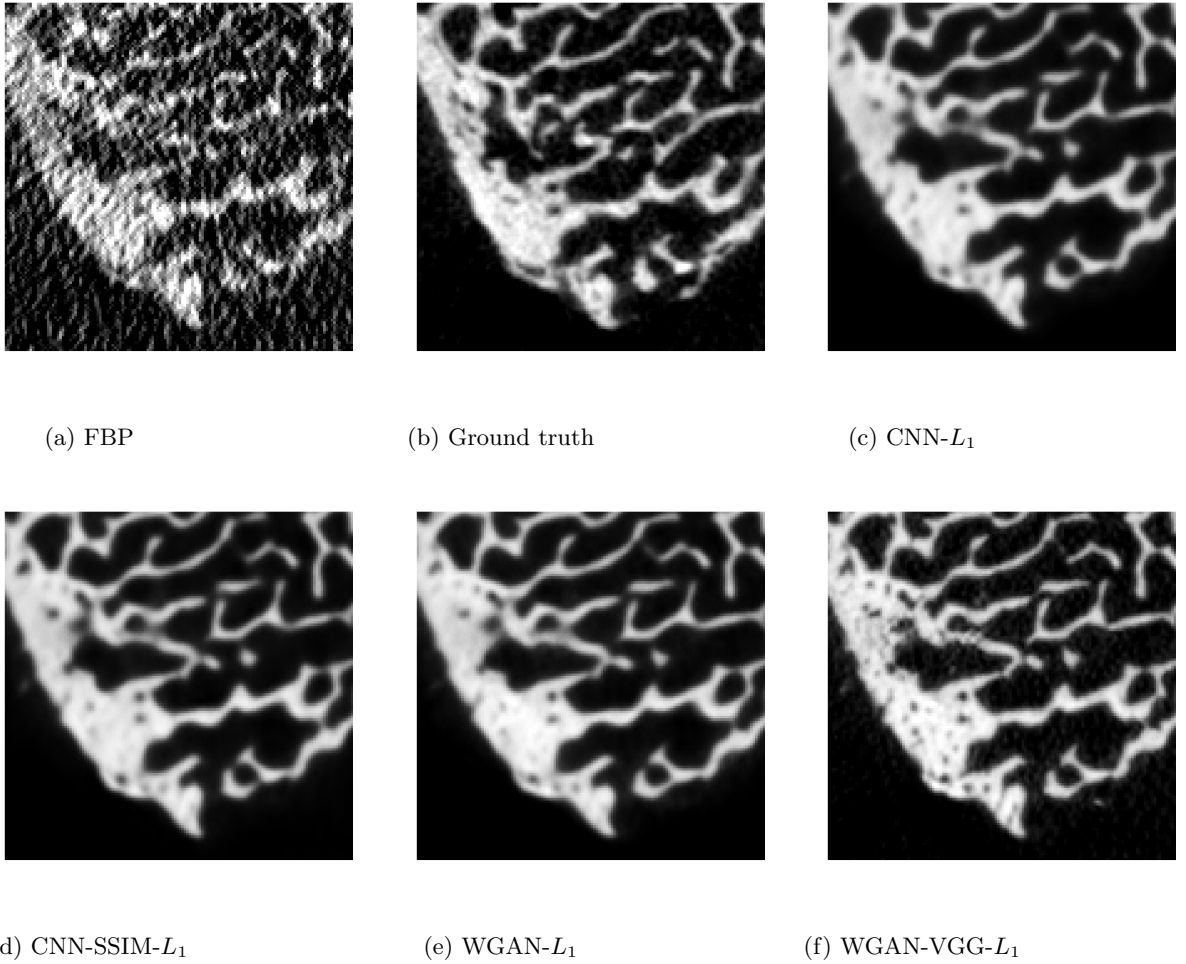 (a) FBP
(b) Ground truth
(c) CNN-L₁
d) CNN-SSIM-L₁
(e) WGAN-L₁
(f) WGAN-VGG-L₁